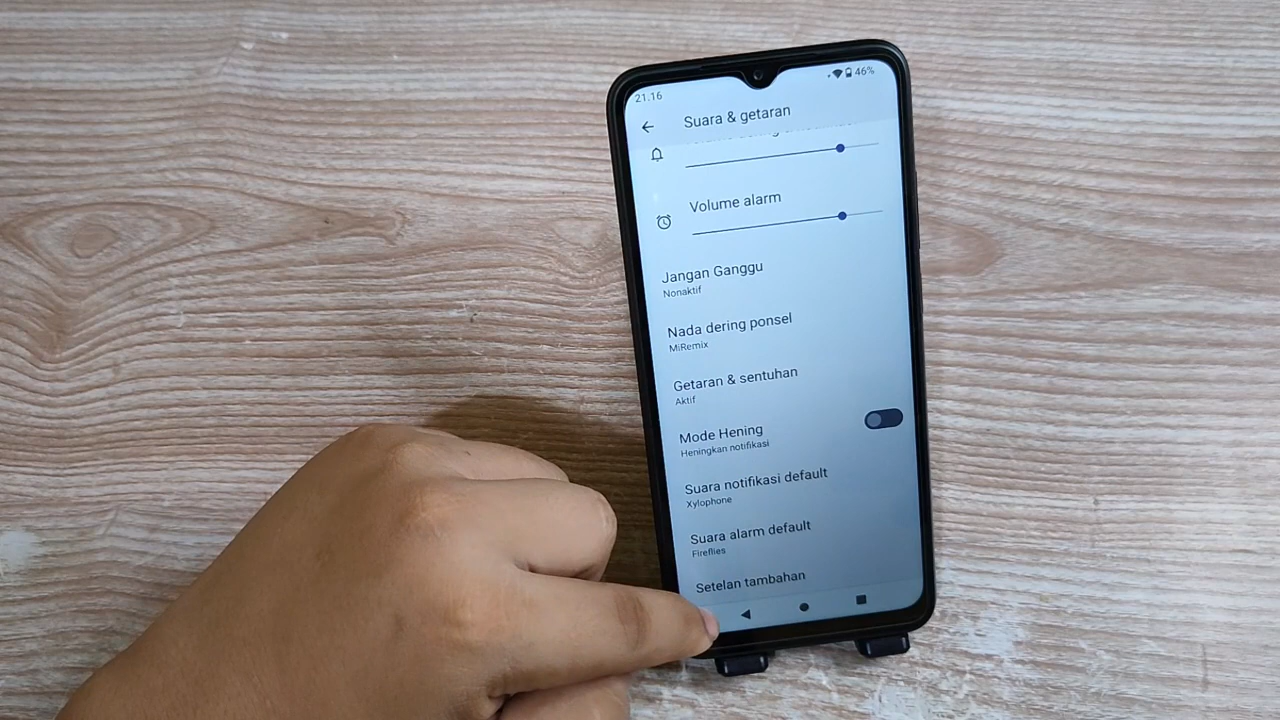 21.16
46%
Suara & getaran
Volume alarm
Jangan Ganggu
Nonaktif
Nada dering ponsel
MiRemix
Getaran & sentuhan
Aktif
Mode Hening
Heningkan notifikasi
Suara notifikasi default
Xylophone
Suara alarm default
Fireflies
Setelan tambahan